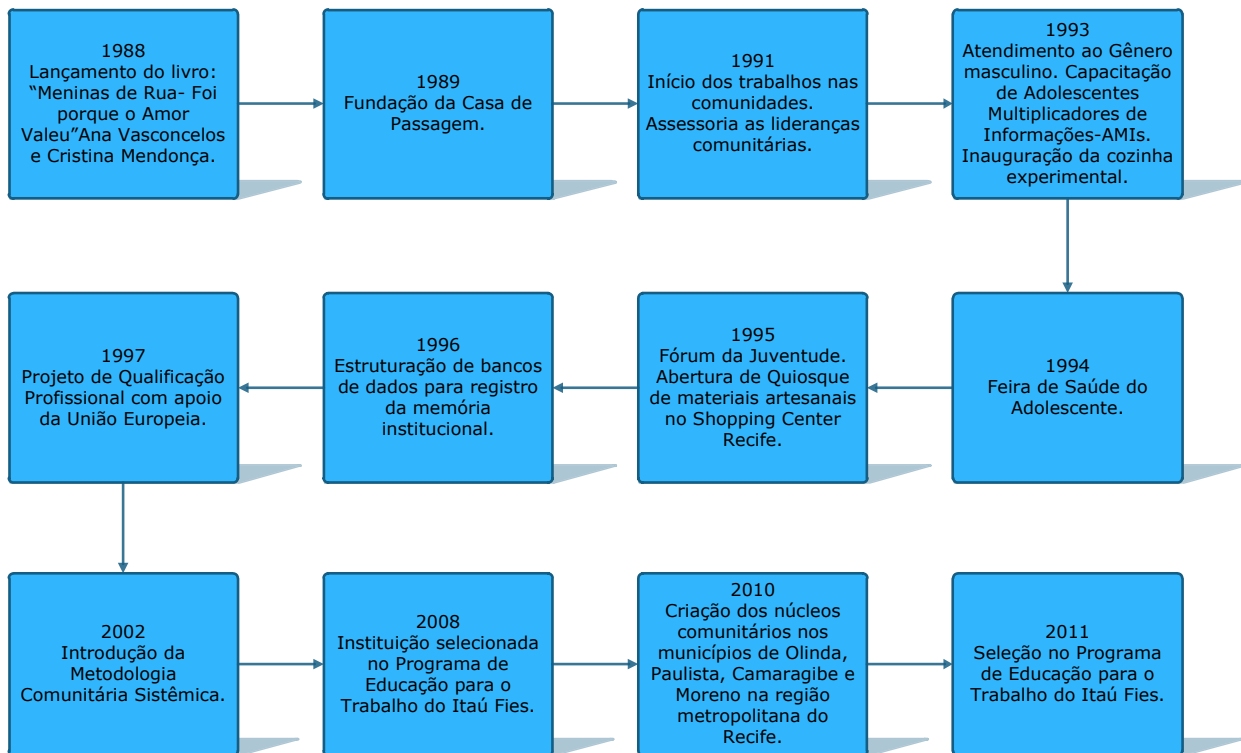 1988
Lançamento do livro:
“Meninas de Rua- Foi
porque o Amor
Valeu”Ana Vasconcelos
e Cristina Mendonça.
1989
Fundação da Casa de
Passagem.
1991
Início dos trabalhos nas
comunidades.
Assessoria as lideranças
comunitárias.
1993
Atendimento ao Gênero
masculino. Capacitação
de Adolescentes
Multiplicadores de
Informações-AMIs.
Inauguração da cozinha
experimental.
1994
Feira de Saúde do
Adolescente.
1995
Fórum da Juventude.
Abertura de Quiosque
de materiais artesanais
no Shopping Center
Recife.
1996
Estruturação de bancos
de dados para registro
da memória
institucional.
1997
Projeto de Qualificação
Profissional com apoio
da União Europeia.
2002
Introdução da
Metodologia
Comunitária Sistêmica.
2008
Instituição selecionada
no Programa de
Educação para o
Trabalho do Itaú Fies.
2010
Criação dos núcleos
comunitários nos
municípios de Olinda,
Paulista, Camaragibe e
Moreno na região
metropolitana do
Recife.
2011
Seleção no Programa
de Educação para o
Trabalho do Itaú Fies.